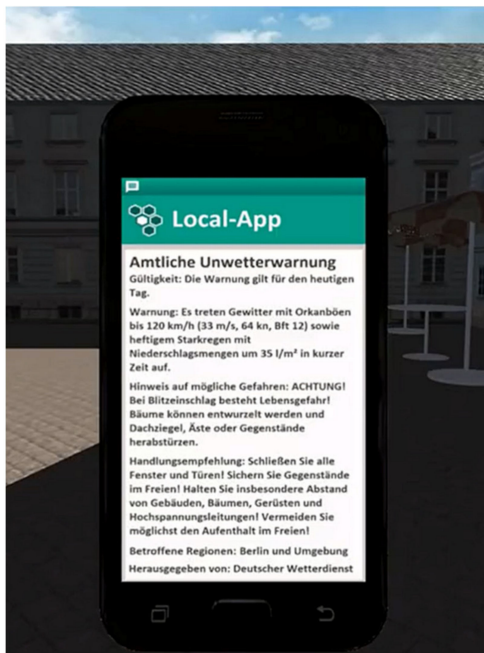 Local-App
Amtliche Unwetterwarnung
Gültigkeit: Die Warnung gilt für den heutigen
Tag.
Warnung: Es treten Gewitter mit Orkanböen
bis 120 km/h (33 m/s, 64 kn, Bft 12) sowie
heftigem Starkregen mit
Niederschlagsmengen um 35 l/m² in kurzer
Zeit auf.
Hinweis auf mögliche Gefahren: ACHTUNG!
Bei Blitzeinschlag besteht Lebensgefahr!
Bäume können entwurzelt werden und
Dachziegel, Äste oder Gegenstände
herabstürzen.
Handlungsempfehlung: Schließen Sie alle
Fenster und Türen! Sichern Sie Gegenstände
im Freien! Halten Sie insbesondere Abstand
von Gebäuden, Bäumen, Gerüsten und
Hochspannungsleitungen! Vermeiden Sie
möglichst den Aufenthalt im Freien!
Betroffene Regionen: Berlin und Umgebung
Herausgegeben von: Deutscher Wetterdienst